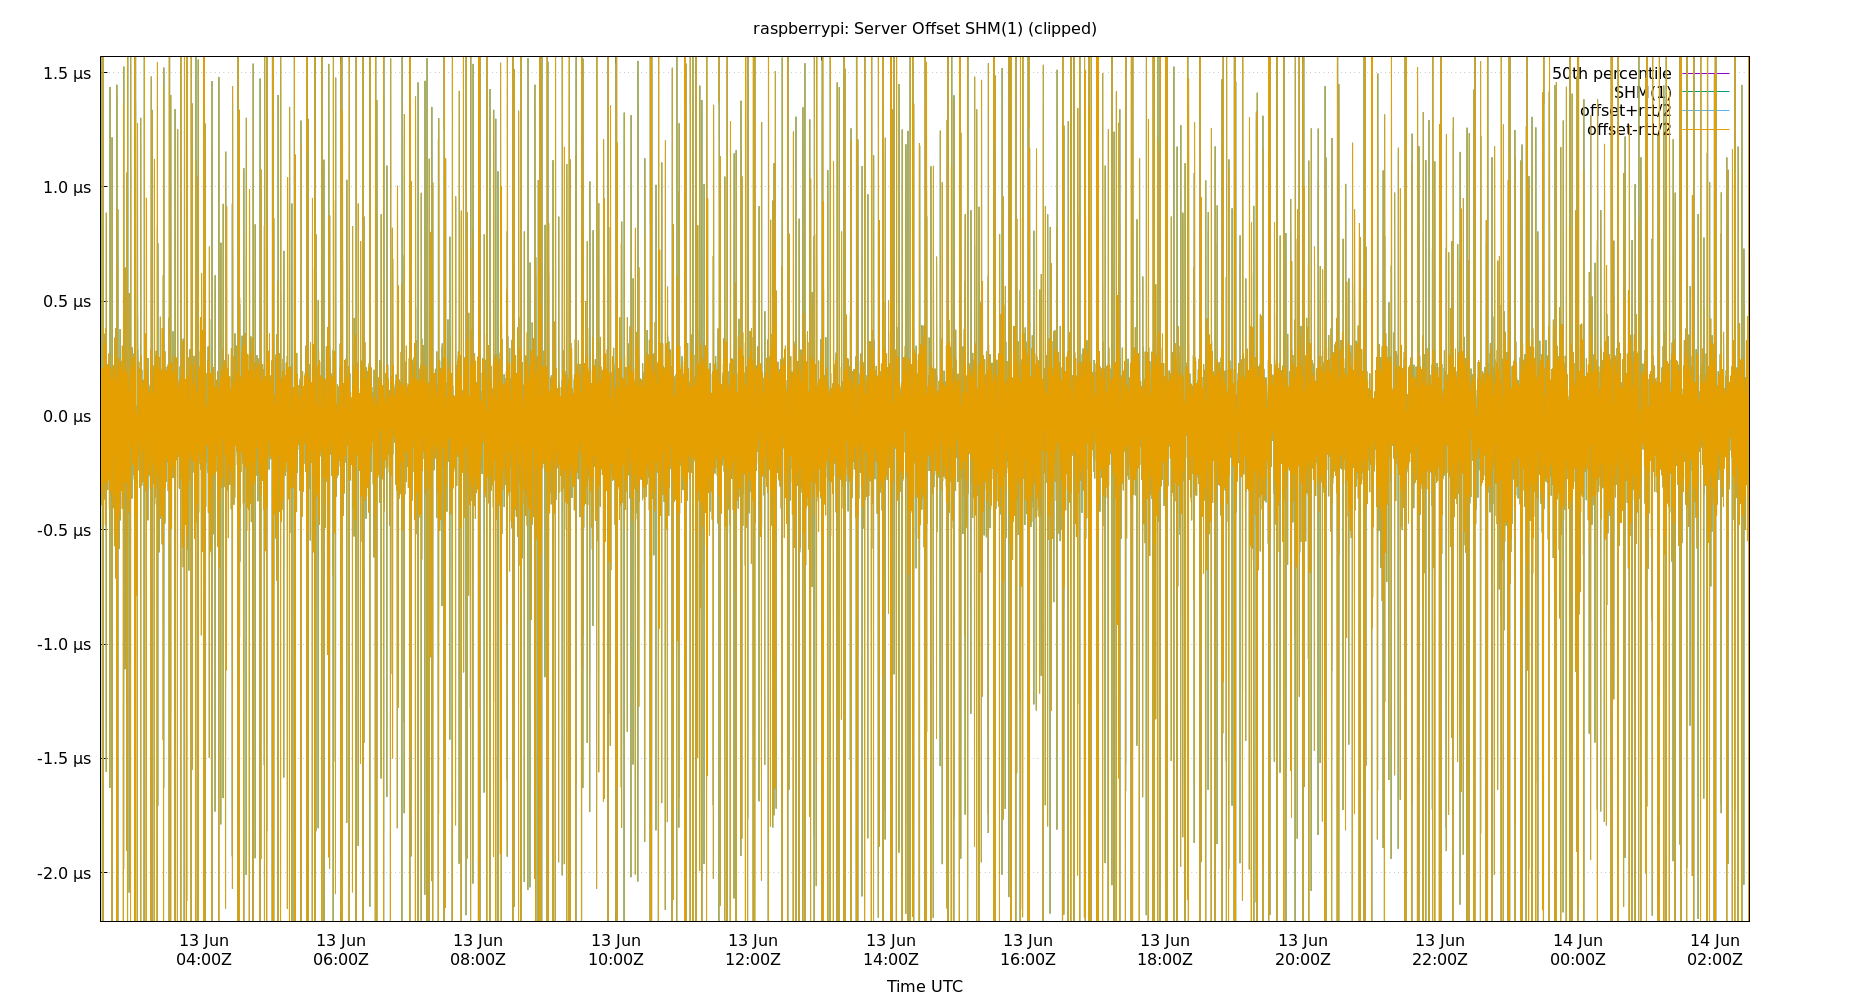 raspberrypi: Server Offset SHM(1) (clipped)
1.5 µs
1.0 µs
0.5 µs
0.0 µs
-0.5 µs
-1.0 µs
-1.5 µs
-2.0 µs
50th percentile
SHM(1)
offset+rtt/2
offset-rtt/2
13 Jun 04:00Z
13 Jun 06:00Z
13 Jun 08:00Z
13 Jun 10:00Z
13 Jun 12:00Z
13 Jun 14:00Z
13 Jun 16:00Z
13 Jun 18:00Z
13 Jun 20:00Z
13 Jun 22:00Z
14 Jun 00:00Z
14 Jun 02:00Z
Time UTC